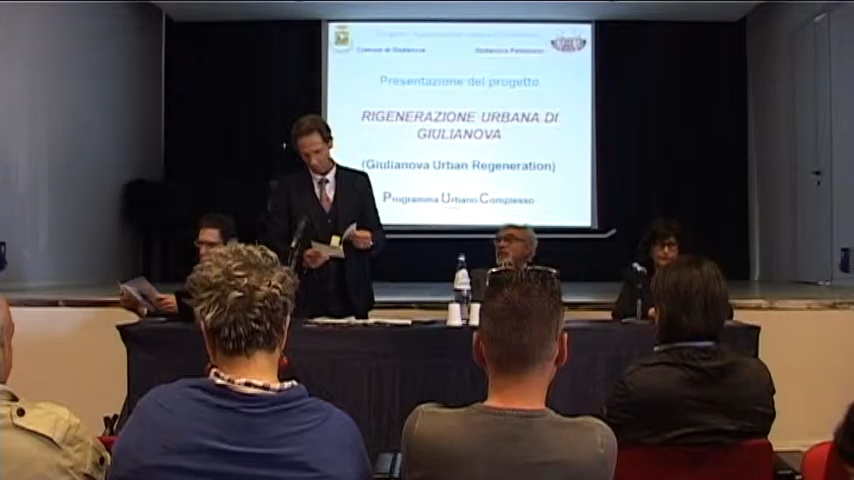 Comune di Giulianova
Giulianova Patrimonio
Presentazione del progetto
RIGENERAZIONE URBANA DI
GIULIANOVA
(Giulianova Urban Regeneration)
Programma Urbano Complesso